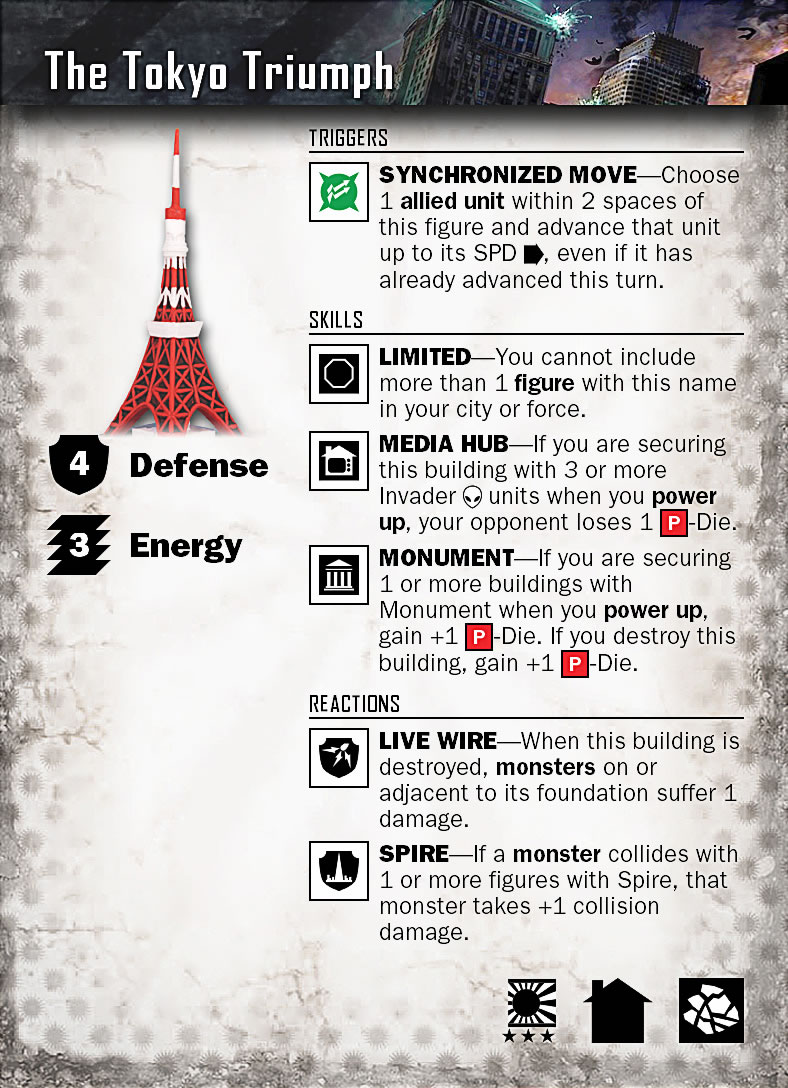 The Tokyo Triumph
TRIGGERS
SYNCHRONIZED MOVE—Choose
1 allied unit within 2 spaces of
this figure and advance that unit
up to its SPD , even if it has
already advanced this turn.
SKILLS
LIMITED—You cannot include
more than 1 figure with this name
in your city or force.
MEDIA HUB—If you are securing
this building with 3 or more
Invader units when you power
up, your opponent loses 1 P-Die.
MONUMENT—If you are securing
1 or more buildings with
Monument when you power up,
gain +1 P-Die. If you destroy this
building, gain +1 P-Die.
REACTIONS
LIVE WIRE—When this building is
destroyed, monsters on or
adjacent to its foundation suffer 1
damage.
SPIRE—If a monster collides with
1 or more figures with Spire, that
monster takes +1 collision
damage.
4 Defense
3 Energy